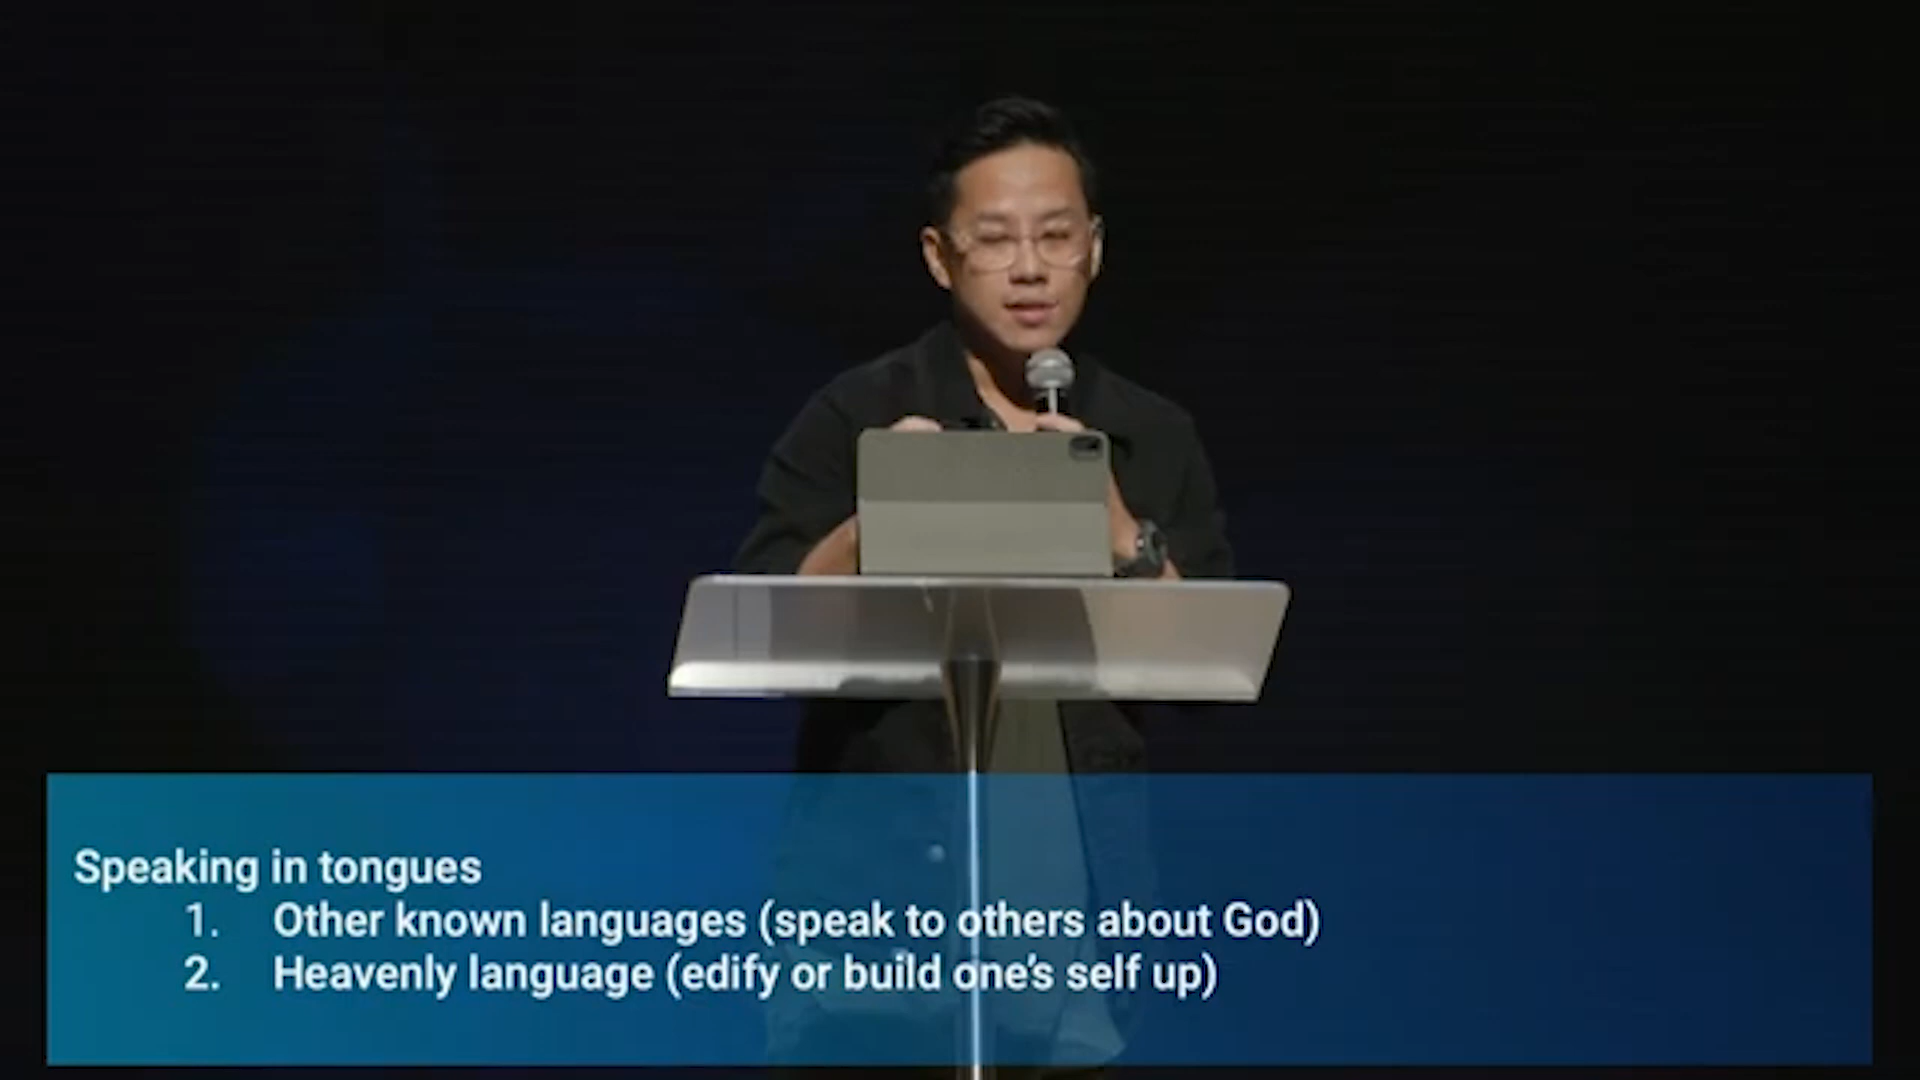 Speaking in tongues
1. Other known languages (speak to others about God)
2. Heavenly language (edify or build one’s self up)